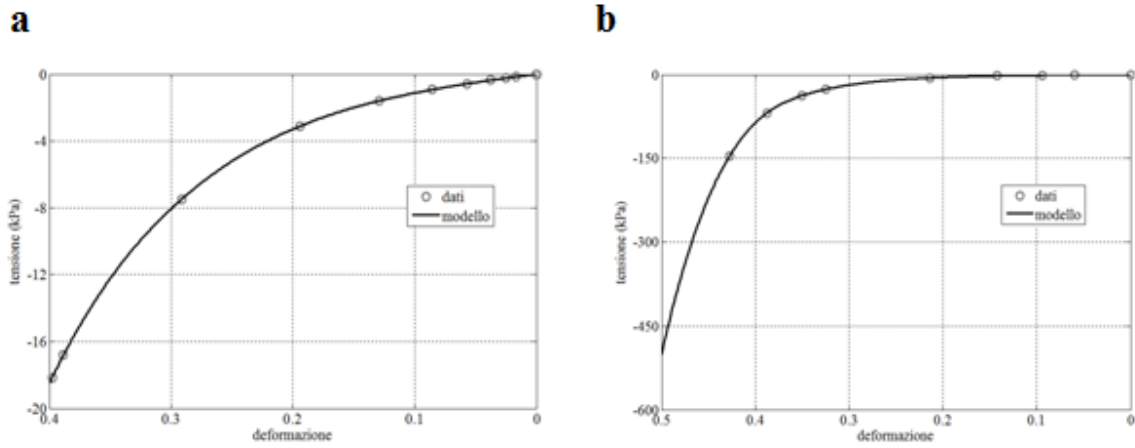 a
b
0
-4
-8
-12
-16
-20
tensione (kPa)
0.4
0.3
0.2
0.1
0
deformazione
dati
modello
0
-150
-300
-450
-600
tensione (kPa)
0.5
0.4
0.3
0.2
0.1
0
deformazione
dati
modello